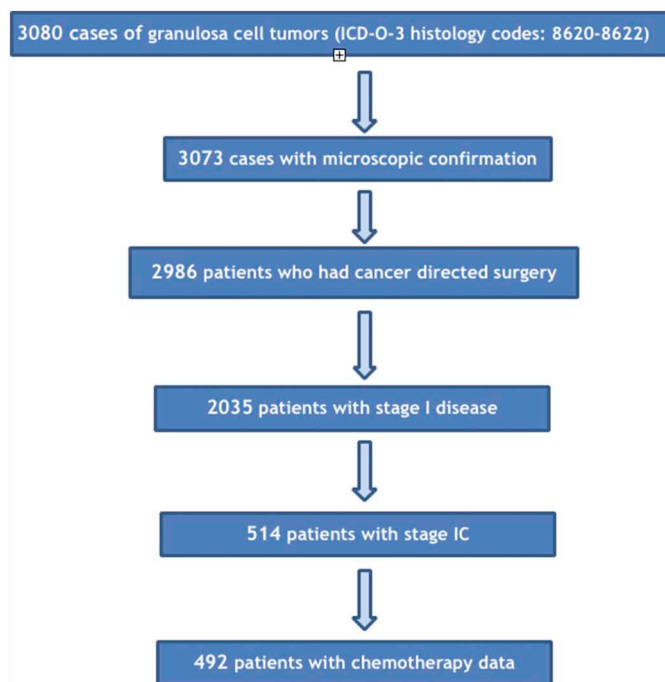 3080 cases of granulosa cell tumors (ICD-O-3 histology codes: 8620-8622)
3073 cases with microscopic confirmation
2986 patients who had cancer directed surgery
2035 patients with stage I disease
514 patients with stage IC
492 patients with chemotherapy data